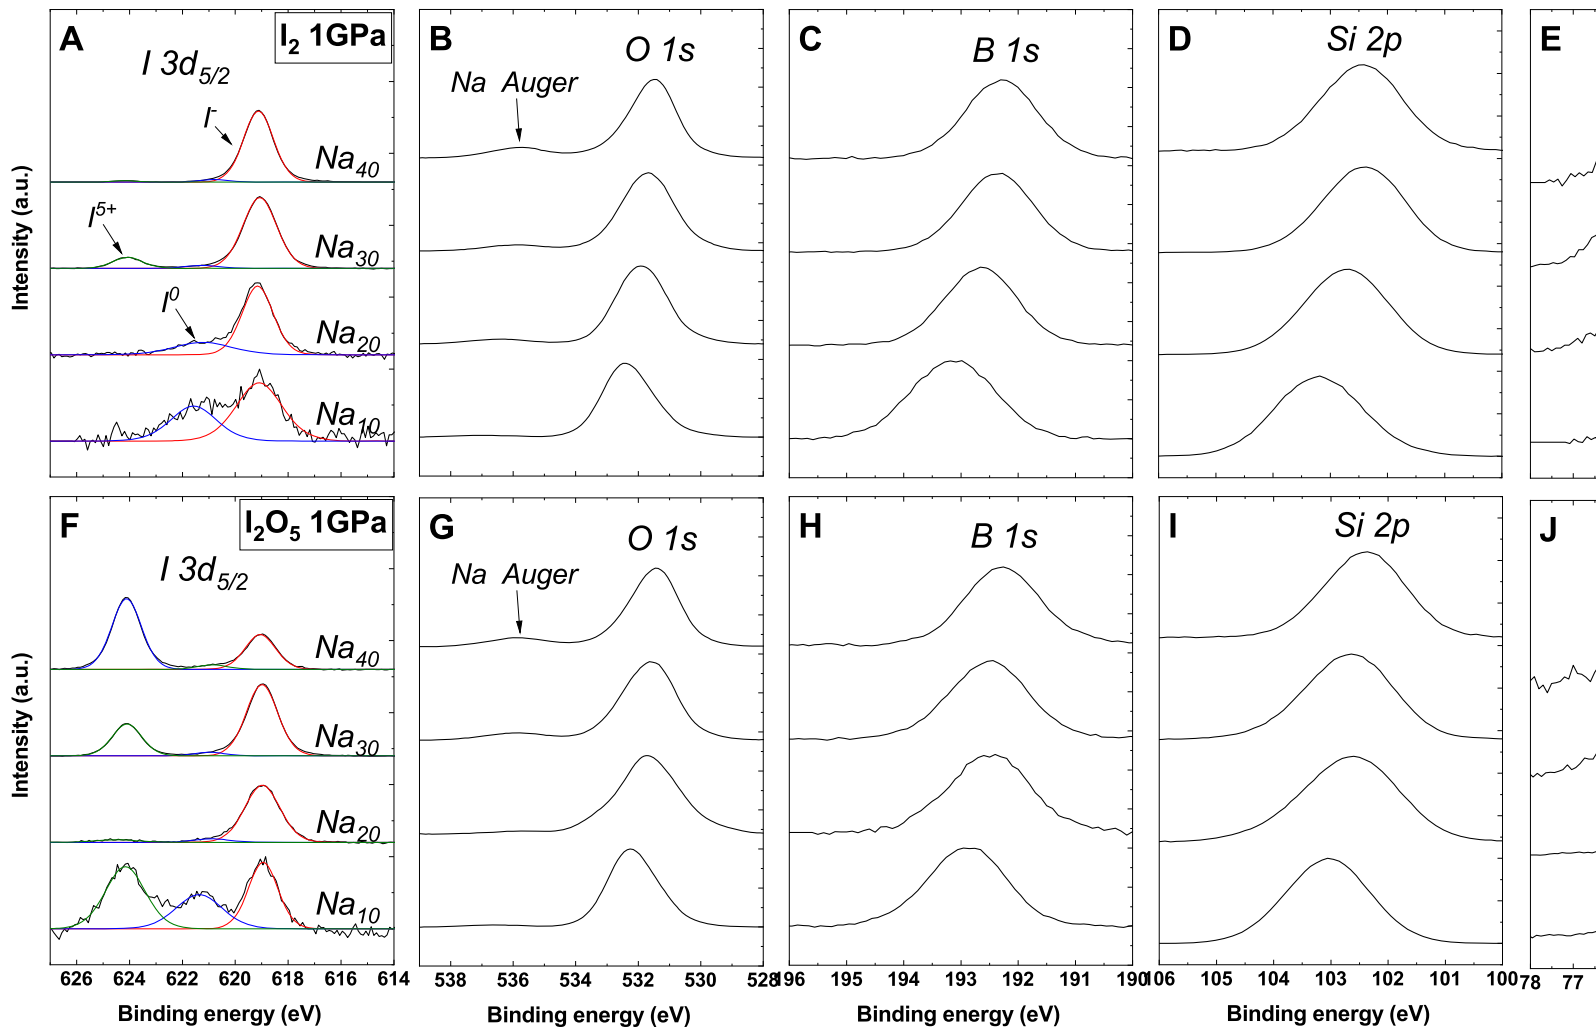 A
I2 1GPa
I 3d5/2
I-
Na40
I5+
Na30
I0
Na20
Na10
Intensity (a.u.)
B
O 1s
Na Auger
C
B 1s
D
Si 2p
E
F
I2O5 1GPa
I 3d5/2
Na40
Na30
Na20
Na10
Intensity (a.u.)
626 624 622 620 618 616 614
Binding energy (eV)
G
O 1s
Na Auger
538 536 534 532 530 528
Binding energy (eV)
H
B 1s
196 195 194 193 192 191 190
Binding energy (eV)
I
Si 2p
106 105 104 103 102 101 100
Binding energy (eV)
J
78 77